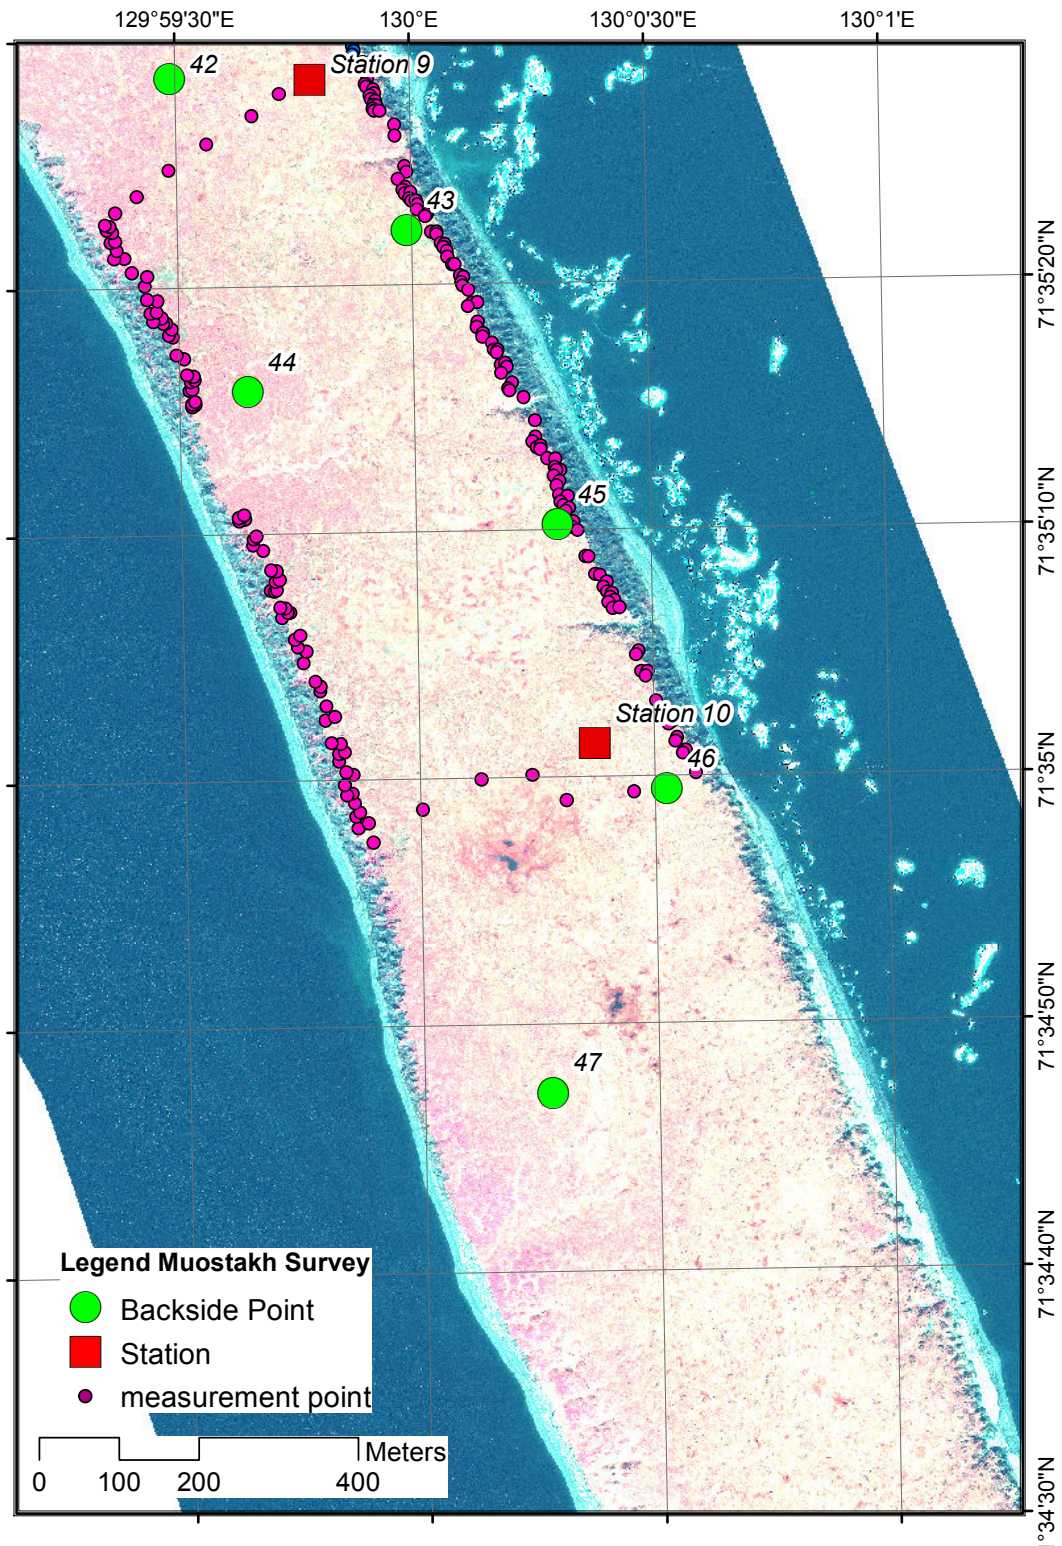 129°59'30"E 130°0'E 130°0'30"E 130°1'E
42
Station 9
43
71°35'20"N
44
45
71°35'10"N
Station 10
46
71°35'N
71°34'50"N
47
71°34'40"N
Legend Muostakh Survey
Backside Point
Station
measurement point
Meters
0 100 200 400
1°34'30"N